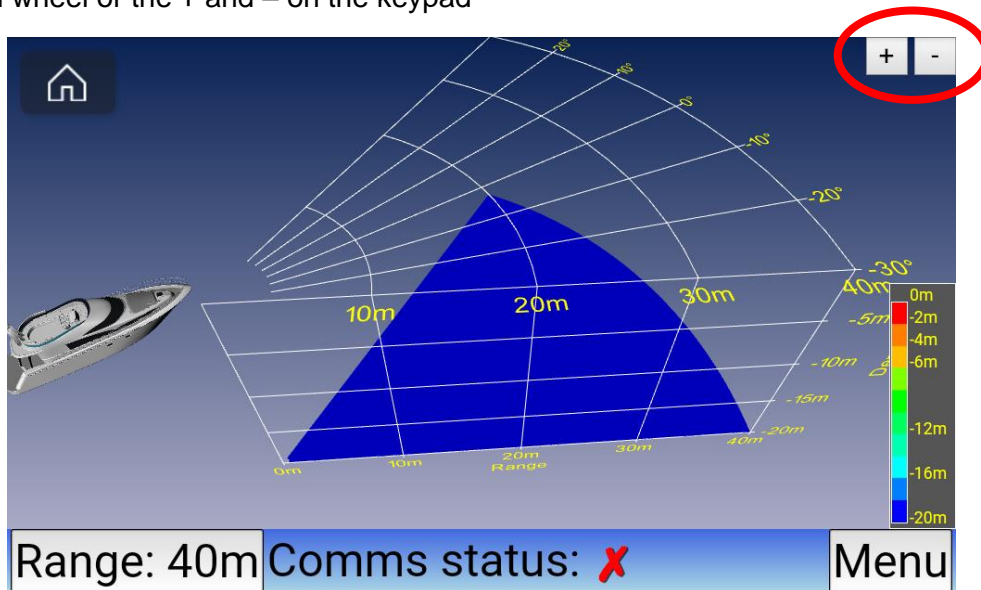 wheel or the + and – on the keypad
+ -
20°
10°
0°
-10°
-20°
-30°
10m
20m
30m
40m
-5m
-10m
-15m
-20m
0m
10m
20m
30m
40m
Range
0m
-2m
-4m
-6m
-12m
-16m
-20m
Range: 40m
Comms status: ✗
Menu